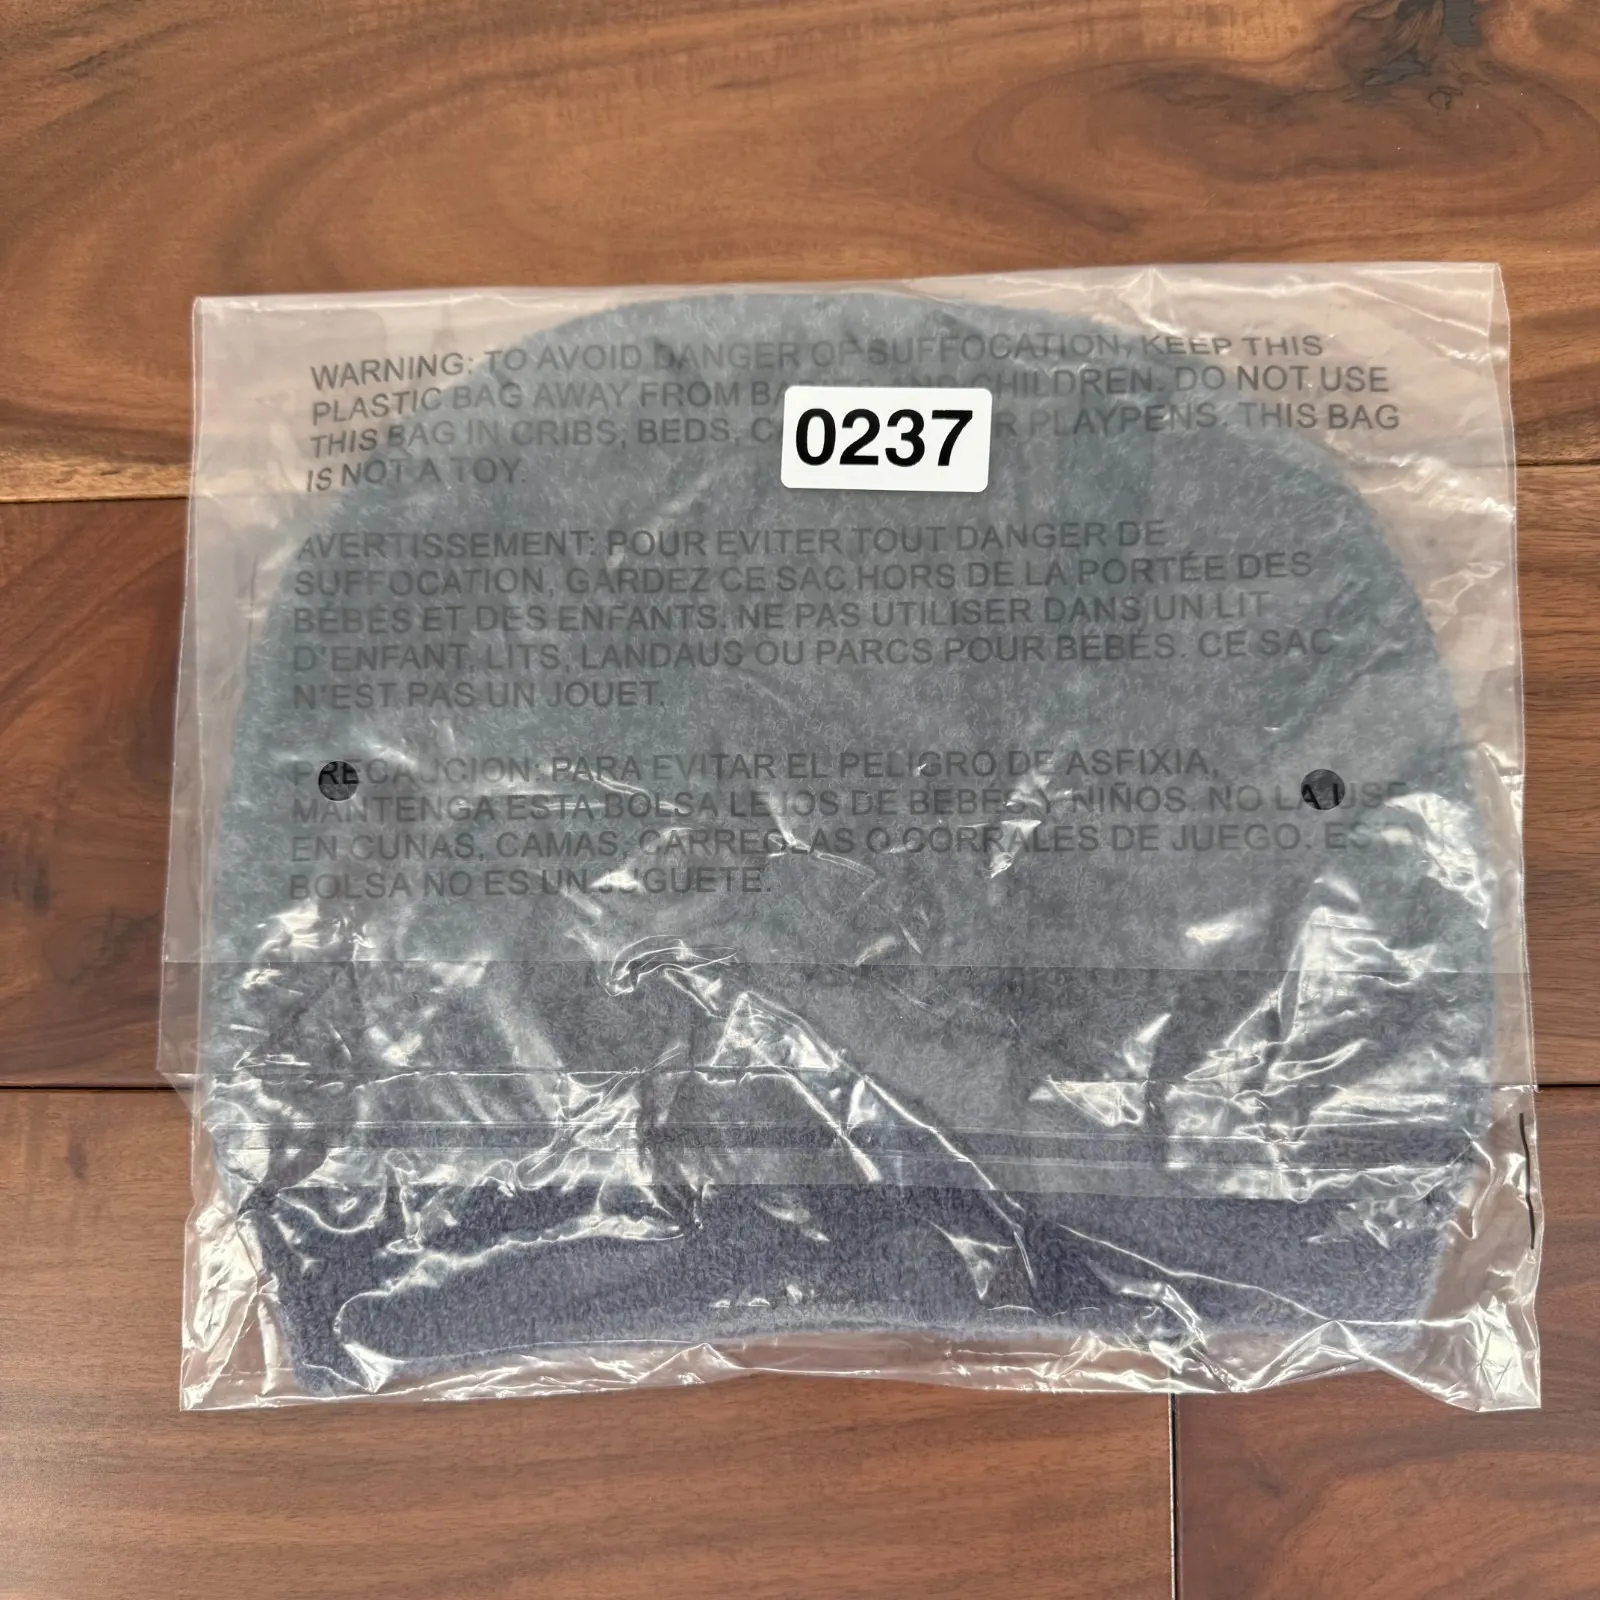 WARNING: TO AVOID DANGER OF SUFFOCATION, KEEP THIS
PLASTIC BAG AWAY FROM CHILDREN. DO NOT USE
THIS BAG IN CRIBS, BEDS, PLAYPENS. THIS BAG
IS NOT A TOY.
0237
AVERTISSEMENT: POUR EVITER TOUT DANGER DE
SUFFOCATION, GARDEZ CE SAC HORS DE LA PORTÉE DES
BÉBÉS ET DES ENFANTS. NE PAS UTILISER DANS UN LIT
D'ENFANT, LITS, LANDAUS OU PARCS POUR BÉBÉS. CE SAC
N'EST PAS UN JOUET.
PRECAUCION: PARA EVITAR EL PELIGRO DE ASFIXIA,
MANTENGA ESTA BOLSA LEJOS DE BEBÉS Y NIÑOS. NO LA USE
EN CUNAS, CAMAS, CARREOLAS O CORRALES DE JUEGO.
BOLSA NO ES UN JUGUETE.